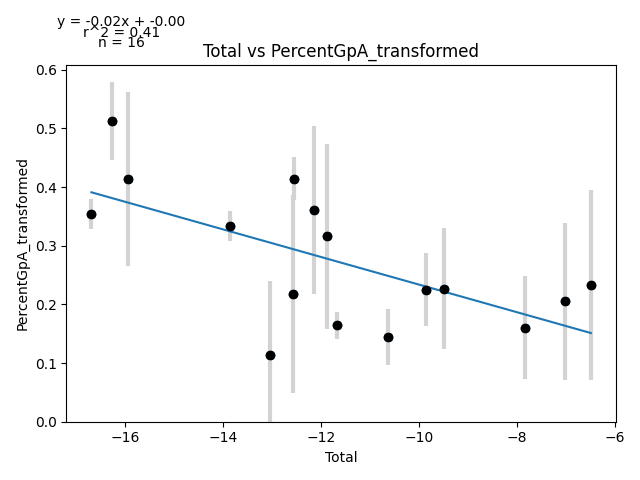 y = -0.02x + -0.00
r^2 = 0.41
n = 16
Total vs PercentGpA_transformed
PercentGpA_transformed
0.6
0.5
0.4
0.3
0.2
0.1
0.0
−16 −14 −12 −10 −8 −6
Total